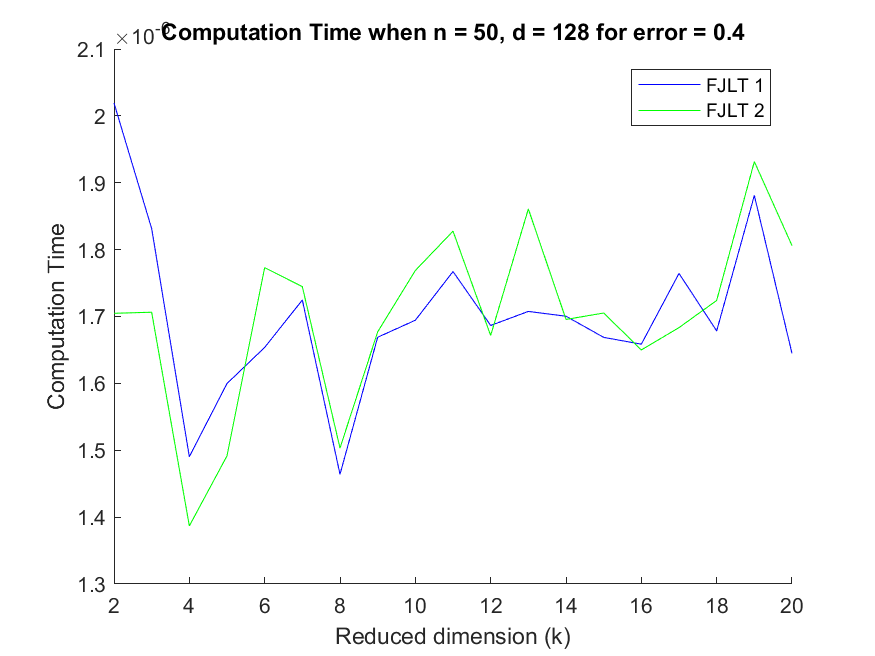 Computation Time when n = 50, d = 128 for error = 0.4
×10
2.1
2
1.9
1.8
1.7
1.6
1.5
1.4
1.3
Computation Time
FJLT 1
FJLT 2
2 4 6 8 10 12 14 16 18 20
Reduced dimension (k)